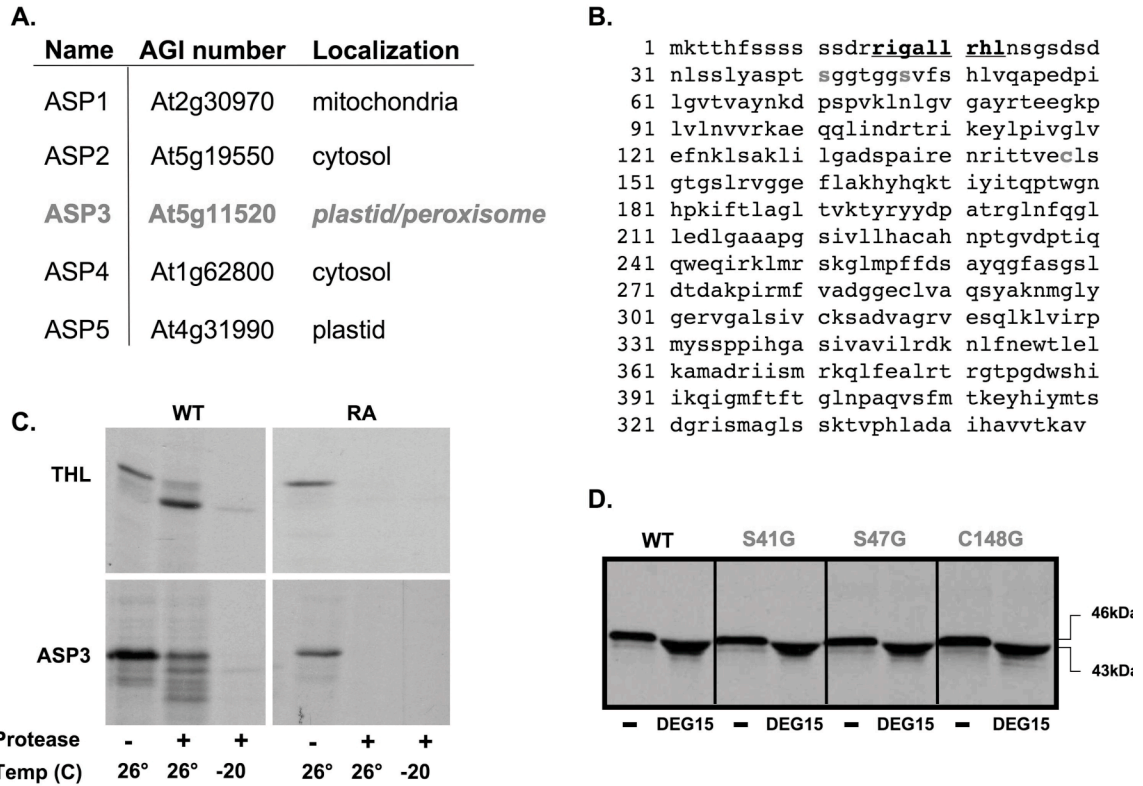 A.
Name AGI number Localization
ASP1 At2g30970 mitochondria
ASP2 At5g19550 cytosol
ASP3 At5g11520 plastid/peroxisome
ASP4 At1g62800 cytosol
ASP5 At4g31990 plastid
B.
1 mktthfssss ssdrrigall rhlnsgsdsd
31 nlsslyaspt sggtggsvfs hlvqapedpi
61 lgvtvaynkd pspvklnlgv gayrteegkp
91 lvlnvvrkae qqlindrtri keylpivglv
121 efnklsakli lgadspaire nrittvecls
151 gtgslrvgge flakhyhqkt iyitqptwgn
181 hpkiftlagl tvktyryydp atrglnfqgl
211 ledlgaaapg sivllhacah nptgvdptiq
241 qweqirklmr skglmpffds ayqgfasgsl
271 dtdakpirmf vadggeclva qsyaknmgly
301 gervgalsiv cksadvagrv esqlklvirp
331 myssppihga sivavilrdk nlfnewtlel
361 kamadriism rkqlfealrt rgtpgdwshi
391 ikqigmftft glnpaqvsfm tkeyhiymts
321 dgrismagls sktvphlada ihavvtkav
C.
WT RA
THL
ASP3
Protease - + + - + +
Temp (C) 26° 26° -20 26° 26° -20
D.
WT S41G S47G C148G
46kDa
43kDa
– DEG15 – DEG15 – DEG15 – DEG15